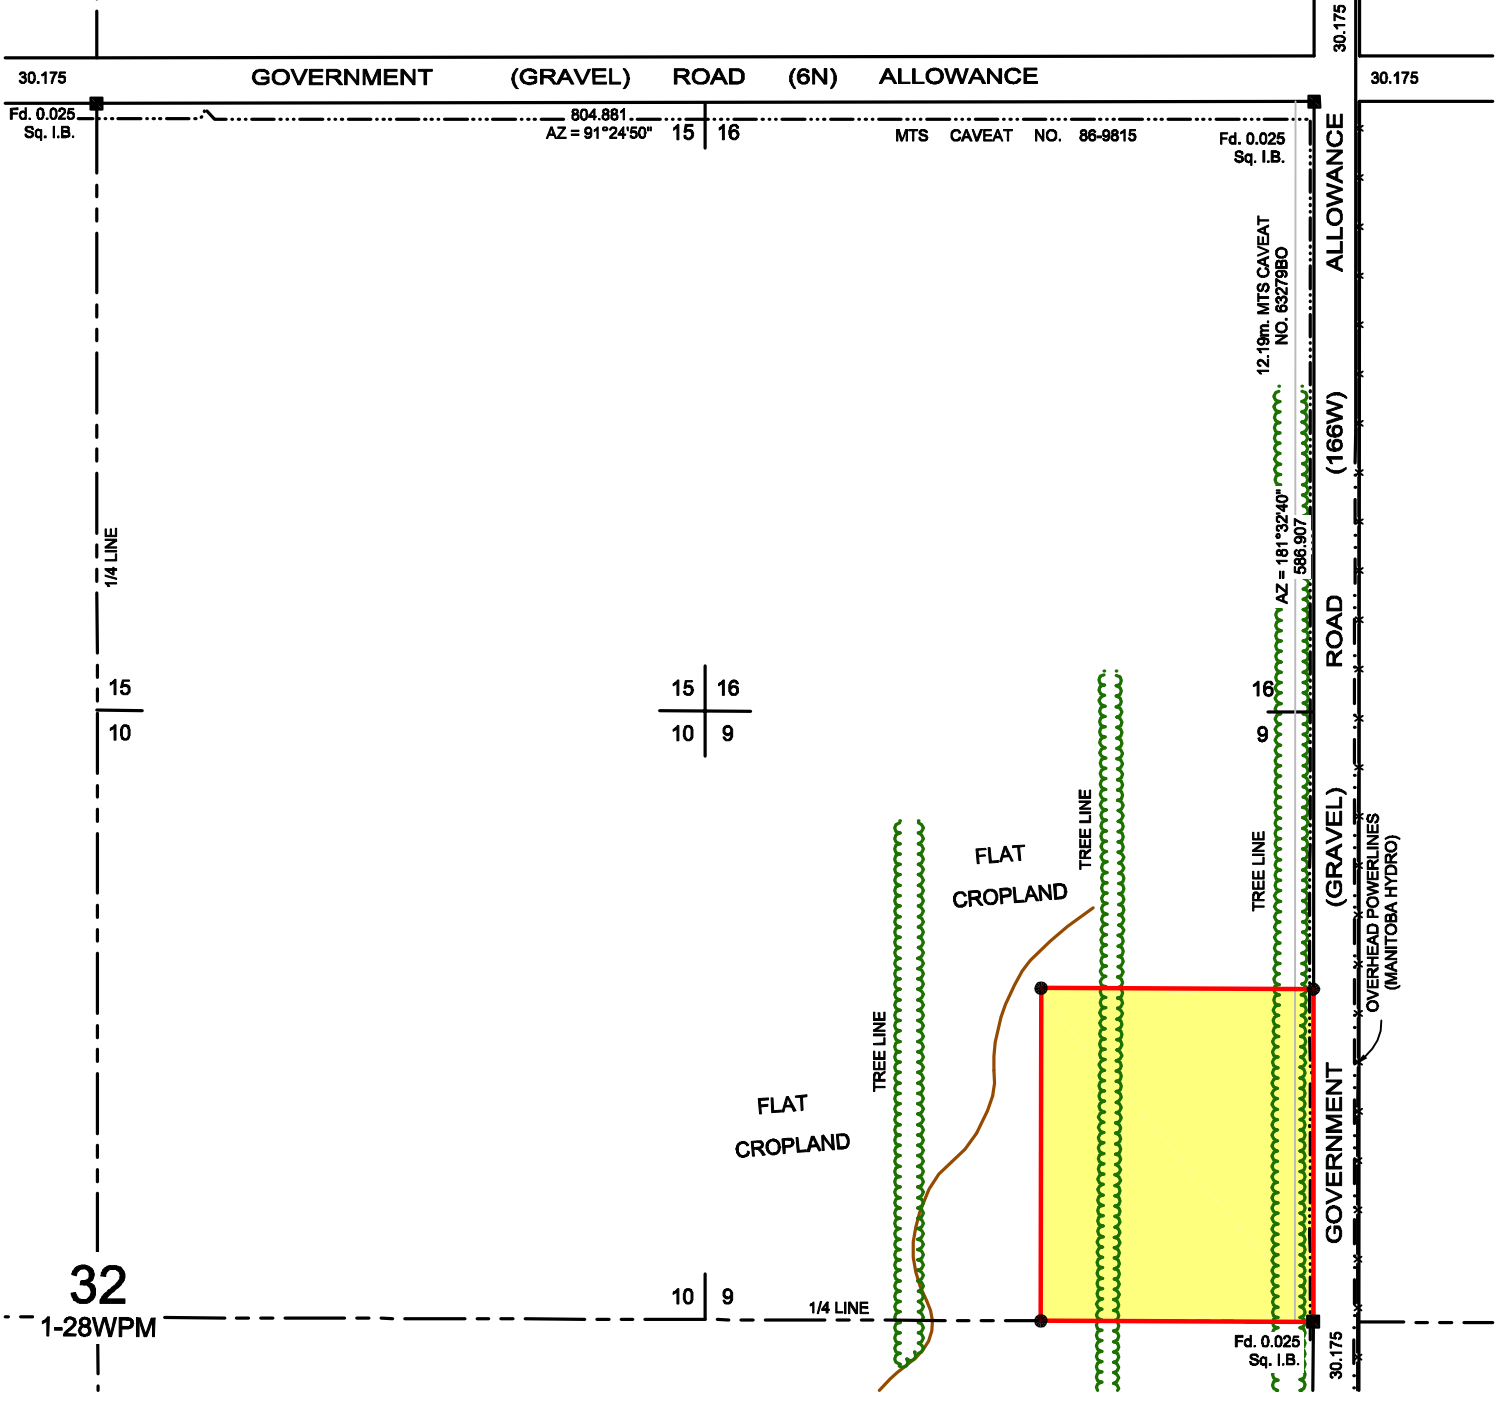 30.175
30.175
GOVERNMENT (GRAVEL) ROAD (6N) ALLOWANCE
30.175
Fd. 0.025
Sq. I.B.
804.881
AZ = 91°24'50"
15 16
MTS CAVEAT NO. 86-9815
Fd. 0.025
Sq. I.B.
12.19m. MTS CAVEAT
NO. 63279BO
GOVERNMENT (GRAVEL) ROAD (166W) ALLOWANCE
AZ = 181°32'40"
586.907
1/4 LINE
15
10
15 16
10 9
16
9
TREE LINE
TREE LINE
TREE LINE
FLAT
CROPLAND
OVERHEAD POWERLINES
(MANITOBA HYDRO)
FLAT
CROPLAND
32
1-28WPM
10 9
1/4 LINE
Fd. 0.025
Sq. I.B.
30.175